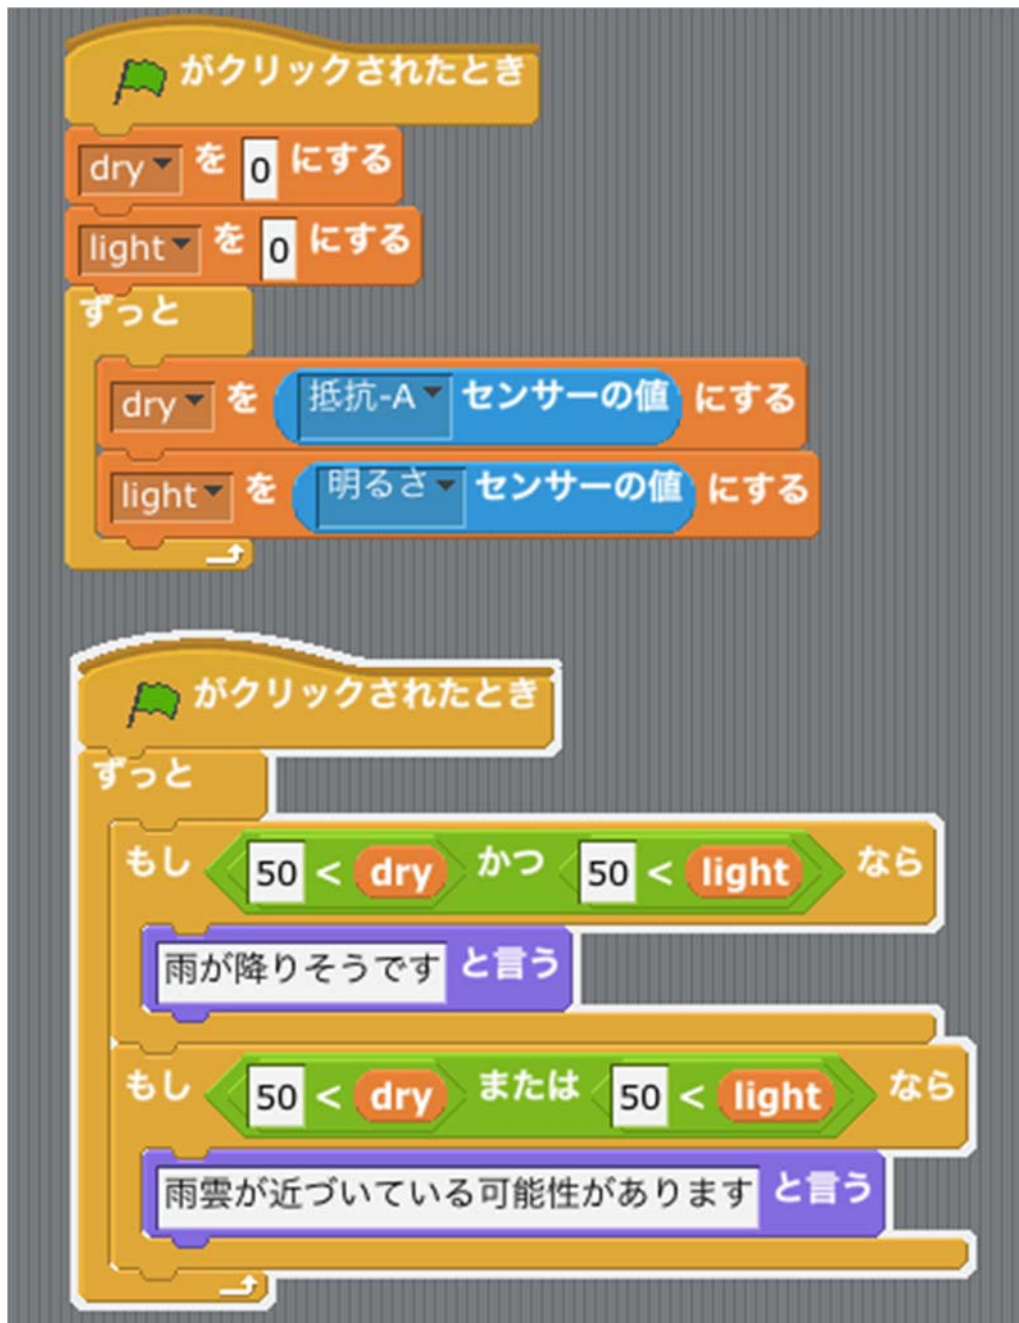 がクリックされたとき
dry を 0 にする
light を 0 にする
ずっと
dry を 抵抗-A センサーの値 にする
light を 明るさ センサーの値 にする
がクリックされたとき
ずっと
もし 50 < dry かつ 50 < light なら
雨が降りそうです と言う
もし 50 < dry または 50 < light なら
雨雲が近づいている可能性があります と言う